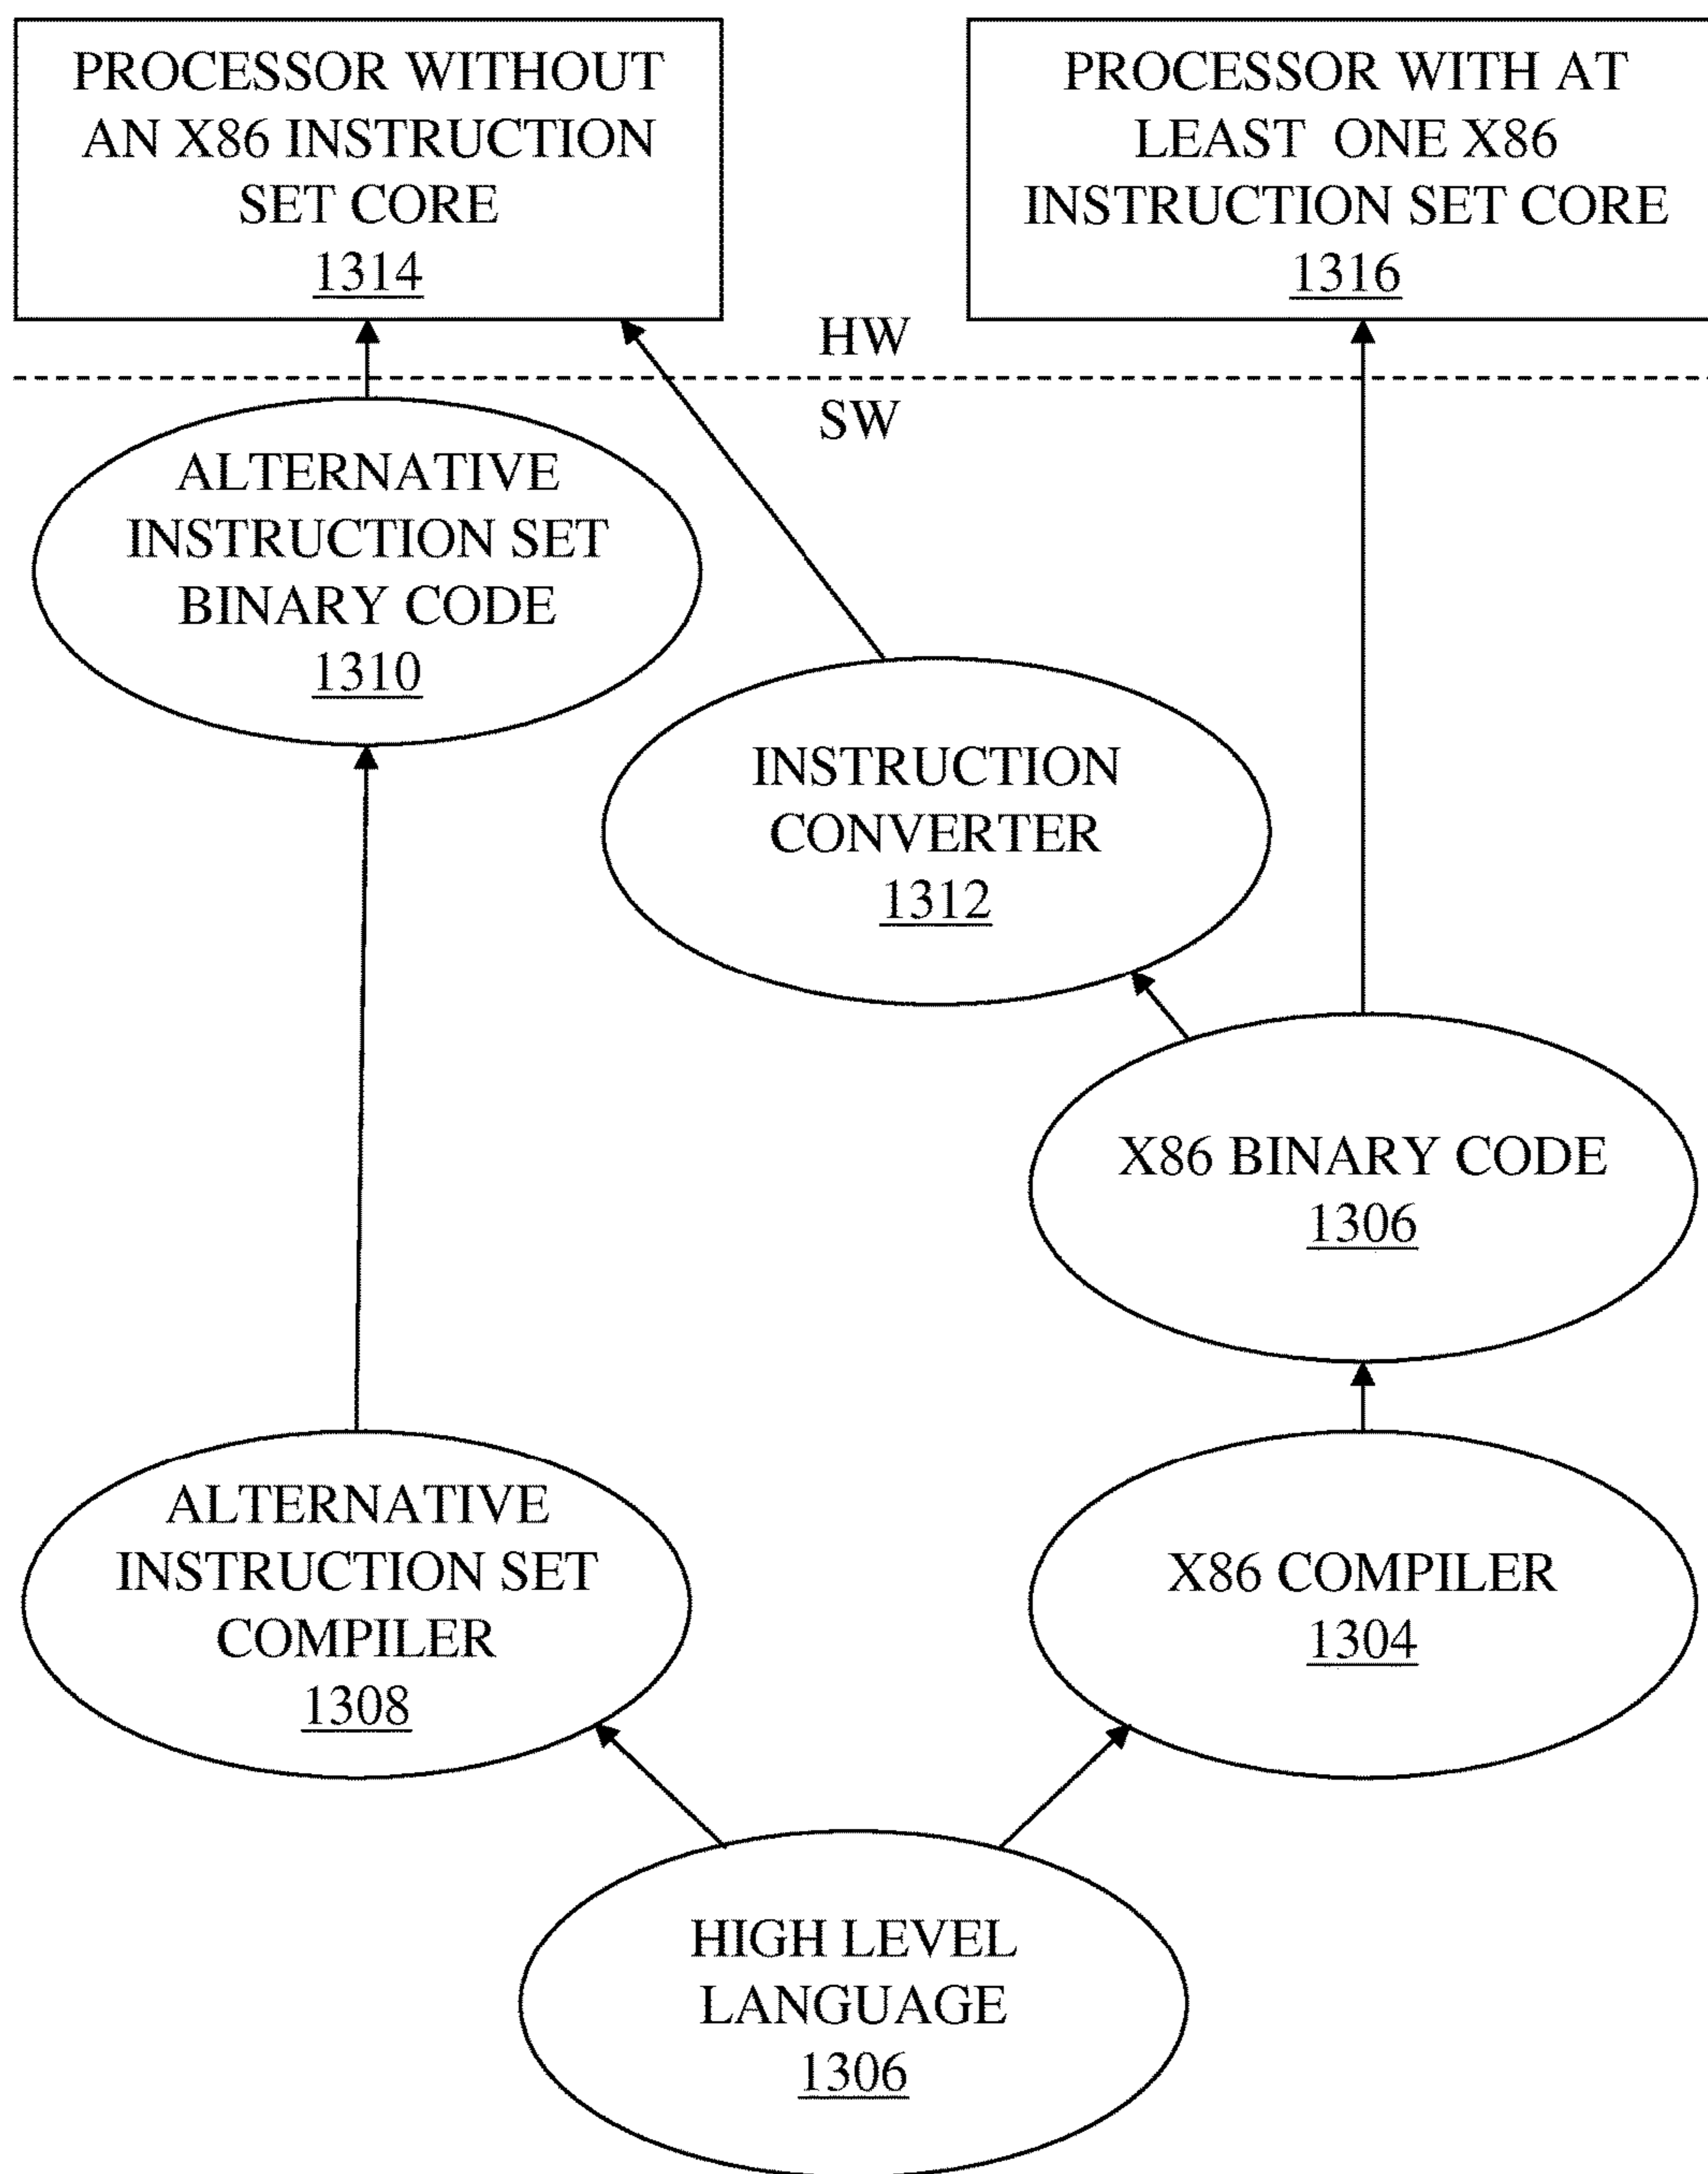 PROCESSOR WITHOUT
AN X86 INSTRUCTION
SET CORE
1314
PROCESSOR WITH AT
LEAST ONE X86
INSTRUCTION SET CORE
1316
HW
SW
ALTERNATIVE
INSTRUCTION SET
BINARY CODE
1310
INSTRUCTION
CONVERTER
1312
X86 BINARY CODE
1306
ALTERNATIVE
INSTRUCTION SET
COMPILER
1308
X86 COMPILER
1304
HIGH LEVEL
LANGUAGE
1306